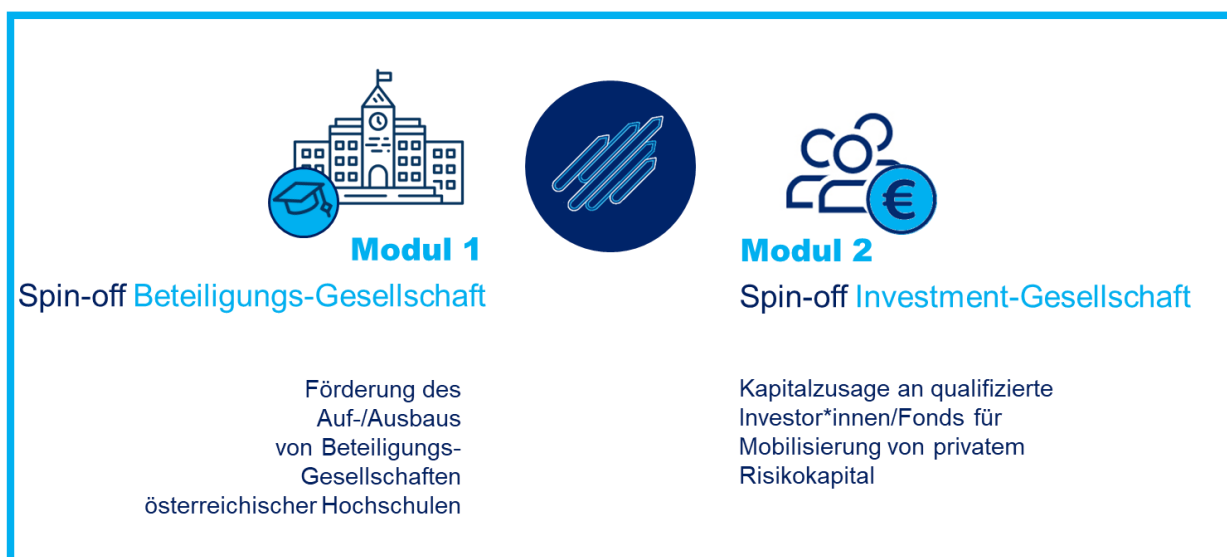 Modul 1
Spin-off Beteiligungs-Gesellschaft
Förderung des
Auf-/Ausbaus
von Beteiligungs-
Gesellschaften
österreichischer Hochschulen
€
Modul 2
Spin-off Investment-Gesellschaft
Kapitalzusage an qualifizierte
Investor*innen/Fonds für
Mobilisierung von privatem
Risikokapital